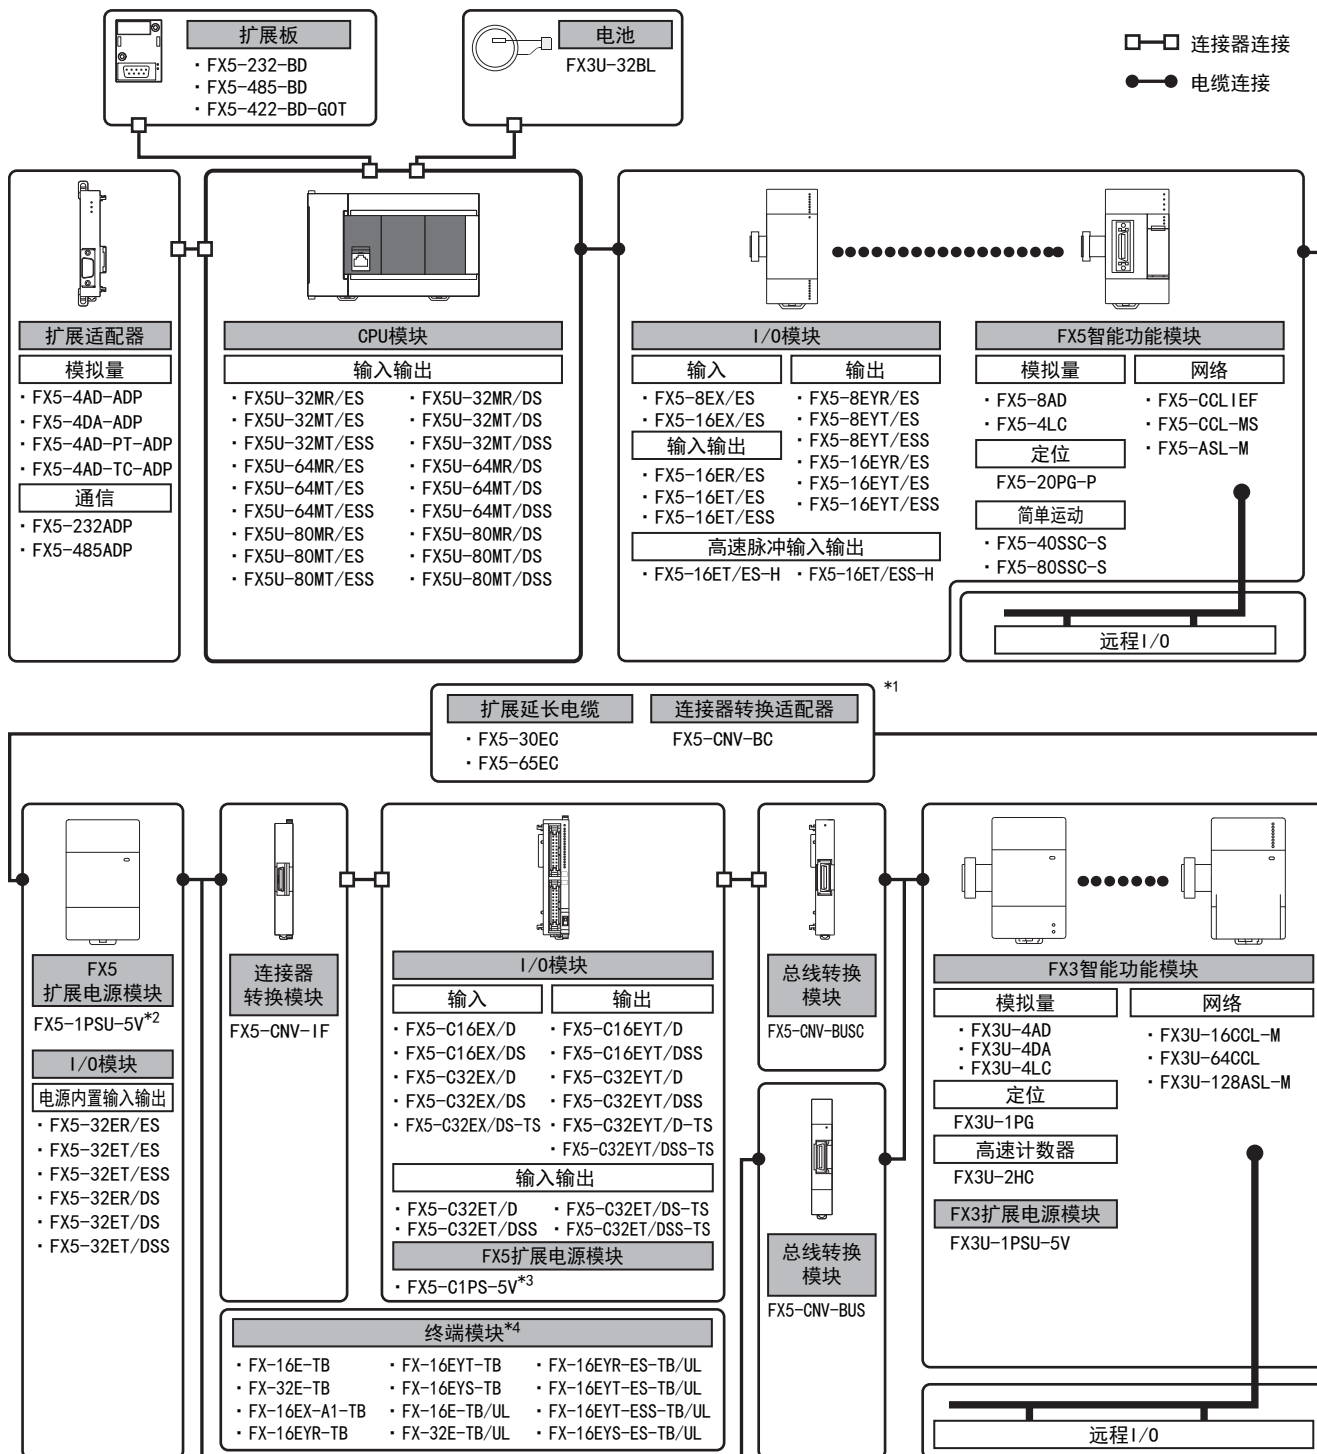 扩展板
・FX5-232-BD
・FX5-485-BD
・FX5-422-BD-GOT
电池
FX3U-32BL
连接器连接
电缆连接
扩展适配器
模拟量
・FX5-4AD-ADP
・FX5-4DA-ADP
・FX5-4AD-PT-ADP
・FX5-4AD-TC-ADP
通信
・FX5-232ADP
・FX5-485ADP
CPU模块
输入输出
・FX5U-32MR/ES ・FX5U-32MR/DS
・FX5U-32MT/ES ・FX5U-32MT/DS
・FX5U-32MT/ESS ・FX5U-32MT/DSS
・FX5U-64MR/ES ・FX5U-64MR/DS
・FX5U-64MT/ES ・FX5U-64MT/DS
・FX5U-64MT/ESS ・FX5U-64MT/DSS
・FX5U-80MR/ES ・FX5U-80MR/DS
・FX5U-80MT/ES ・FX5U-80MT/DS
・FX5U-80MT/ESS ・FX5U-80MT/DSS
I/O模块
输入
・FX5-8EX/ES
・FX5-16EX/ES
输入输出
・FX5-16ER/ES
・FX5-16ET/ES
・FX5-16ET/ESS
输出
・FX5-8EYR/ES
・FX5-8EYT/ES
・FX5-8EYT/ESS
・FX5-16EYR/ES
・FX5-16EYT/ES
・FX5-16EYT/ESS
高速脉冲输入输出
・FX5-16ET/ES-H ・FX5-16ET/ESS-H
FX5智能功能模块
模拟量
・FX5-8AD
・FX5-4LC
定位
FX5-20PG-P
简单运动
・FX5-40SSC-S
・FX5-80SSC-S
网络
・FX5-CCLIEF
・FX5-CCL-MS
・FX5-ASL-M
远程I/O
*1
扩展延长电缆
・FX5-30EC
・FX5-65EC
连接器转换适配器
FX5-CNV-BC
FX5
扩展电源模块
FX5-1PSU-5V*2
I/O模块
电源内置输入输出
・FX5-32ER/ES
・FX5-32ET/ES
・FX5-32ET/ESS
・FX5-32ER/DS
・FX5-32ET/DS
・FX5-32ET/DSS
连接器
转换模块
FX5-CNV-IF
I/O模块
输入
・FX5-C16EX/D
・FX5-C16EX/DS
・FX5-C32EX/D
・FX5-C32EX/DS
・FX5-C32EX/DS-TS
输出
・FX5-C16EYT/D
・FX5-C16EYT/DSS
・FX5-C32EYT/D
・FX5-C32EYT/DSS
・FX5-C32EYT/D-TS
・FX5-C32EYT/DSS-TS
输入输出
・FX5-C32ET/D ・FX5-C32ET/DS-TS
・FX5-C32ET/DSS ・FX5-C32ET/DSS-TS
FX5扩展电源模块
・FX5-C1PS-5V*3
总线转换
模块
FX5-CNV-BUSC
总线转换
模块
FX5-CNV-BUS
FX3智能功能模块
模拟量
・FX3U-4AD
・FX3U-4DA
・FX3U-4LC
定位
FX3U-1PG
高速计数器
FX3U-2HC
FX3扩展电源模块
FX3U-1PSU-5V
网络
・FX3U-16CCL-M
・FX3U-64CCL
・FX3U-128ASL-M
终端模块*4
・FX-16E-TB ・FX-16EYT-TB ・FX-16EYR-ES-TB/UL
・FX-32E-TB ・FX-16EYS-TB ・FX-16EYT-ES-TB/UL
・FX-16EX-A1-TB ・FX-16E-TB/UL ・FX-16EYT-ESS-TB/UL
・FX-16EYR-TB ・FX-32E-TB/UL ・FX-16EYS-ES-TB/UL
远程I/O